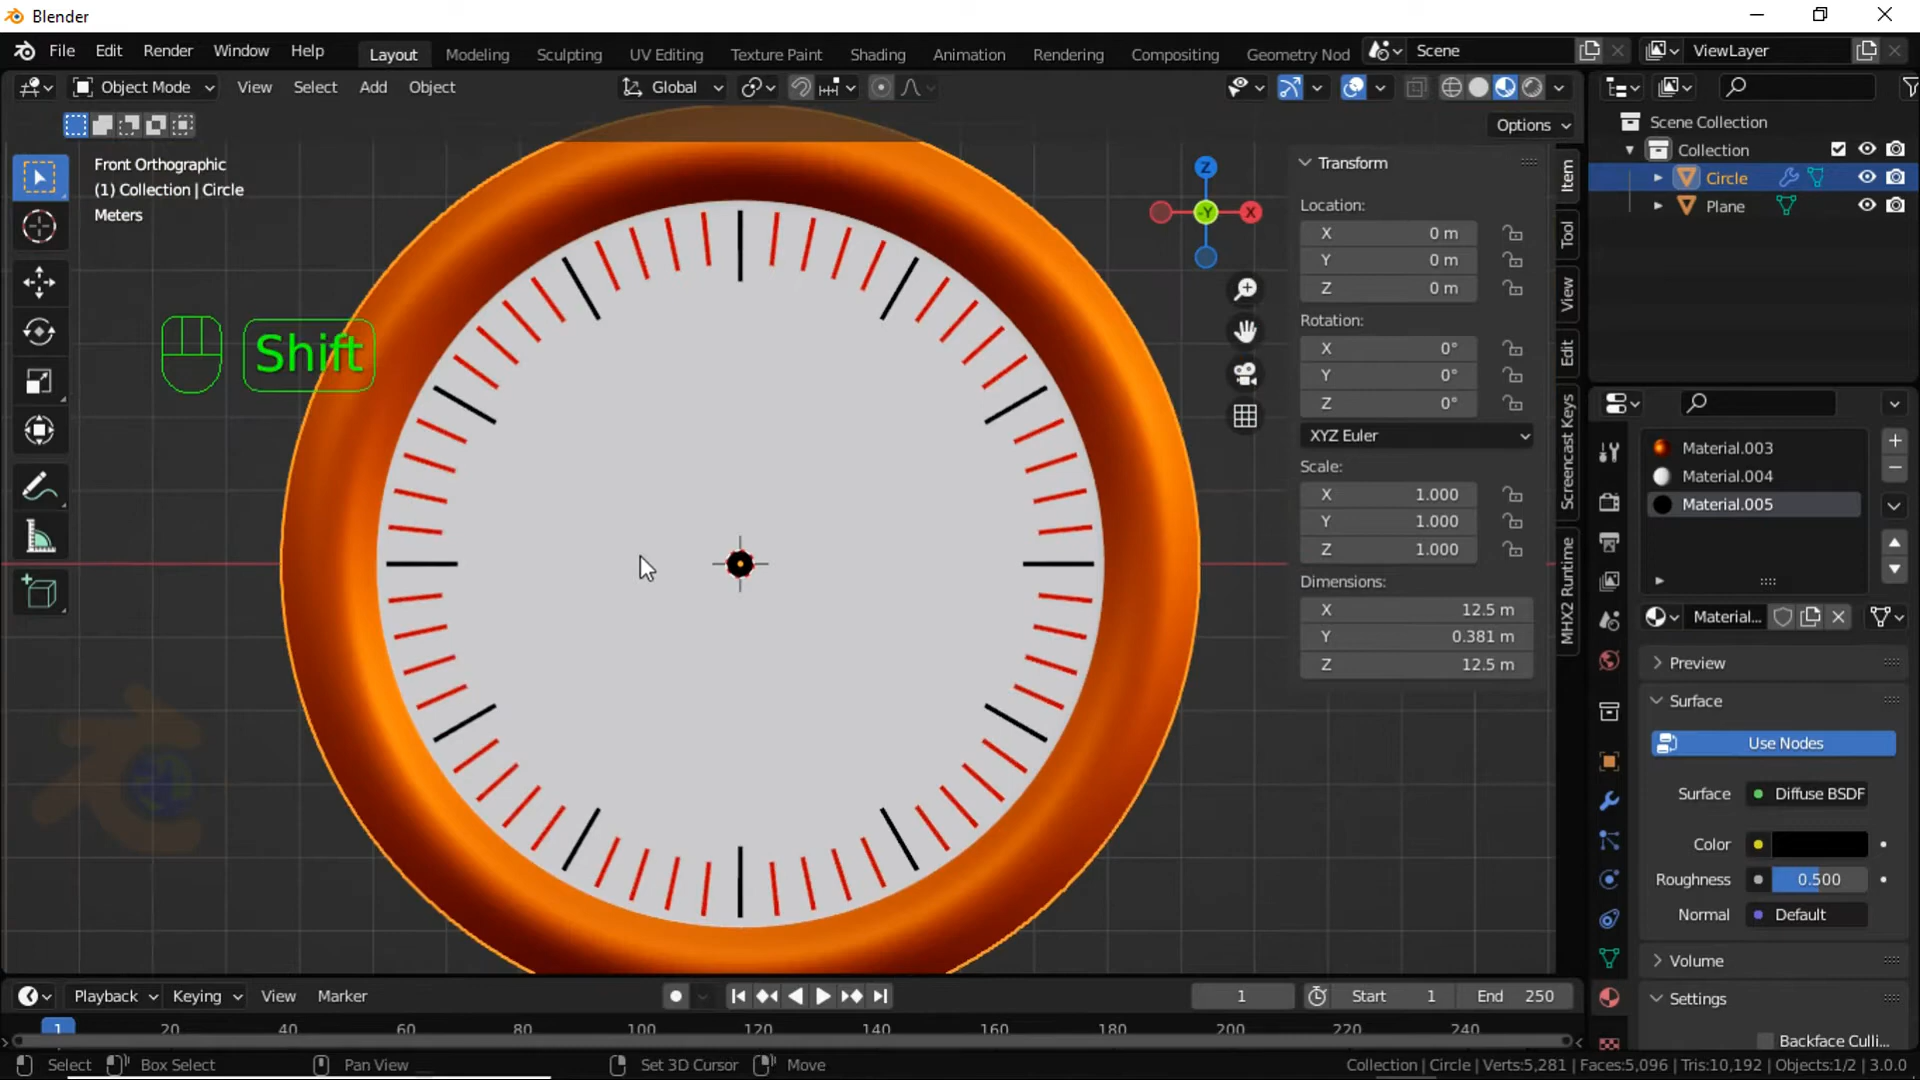 Blender
File Edit Render Window Help Layout Modeling Sculpting UV Editing Texture Paint Shading Animation Rendering Compositing Geometry Nod Scene ViewLayer
Object Mode View Select Add Object Global
Options
Front Orthographic
(1) Collection | Circle
Meters
Shift
Z
-Y
X
Transform
Location:
X 0 m
Y 0 m
Z 0 m
Rotation:
X 0°
Y 0°
Z 0°
XYZ Euler
Scale:
X 1.000
Y 1.000
Z 1.000
Dimensions:
X 12.5 m
Y 0.381 m
Z 12.5 m
Item
Tool
View
Edit
Screencast Keys
MHX2 Runtime
Scene Collection
Collection
Circle
Plane
Material.003
Material.004
Material.005
Material...
Preview
Surface
Use Nodes
Surface Diffuse BSDF
Color
Roughness 0.500
Normal Default
Volume
Settings
Backface Culli...
Playback Keying View Marker 1 Start 1 End 250
1 20 40 60 80 100 120 140 160 180 200 220 240
Select Box Select Pan View Set 3D Cursor Move Collection | Circle | Verts:5,281 | Faces:5,096 | Tris:10,192 | Objects:1/2 | 3.0.0